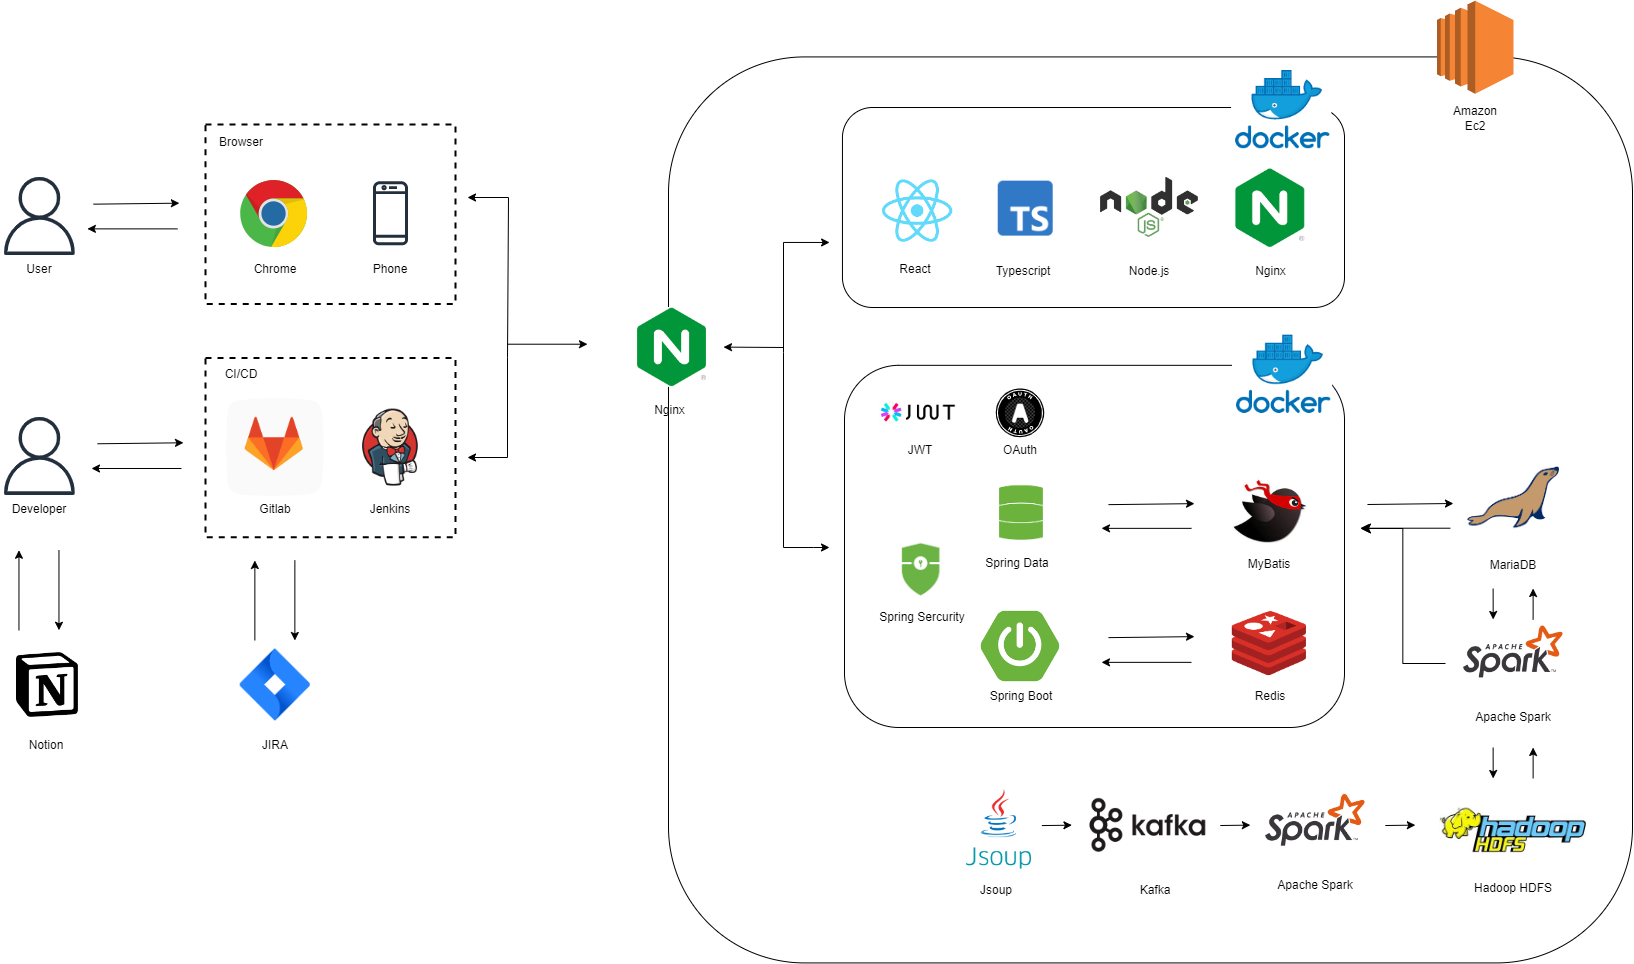 Amazon
Ec2
docker
Browser
TS
node
JS
N
User
Chrome
Phone
React
Typescript
Node.js
Nginx
N
docker
CI/CD
JWT
OAUTH
A
OAUTH
Nginx
JWT
OAuth
Developer
Gitlab
Jenkins
Spring Data
MyBatis
MariaDB
Spring Sercurity
APACHE
Spark
N
Spring Boot
Redis
Apache Spark
Notion
JIRA
Jsoup
kafka
APACHE
Spark
hadoop
HDFS
Jsoup
Kafka
Apache Spark
Hadoop HDFS